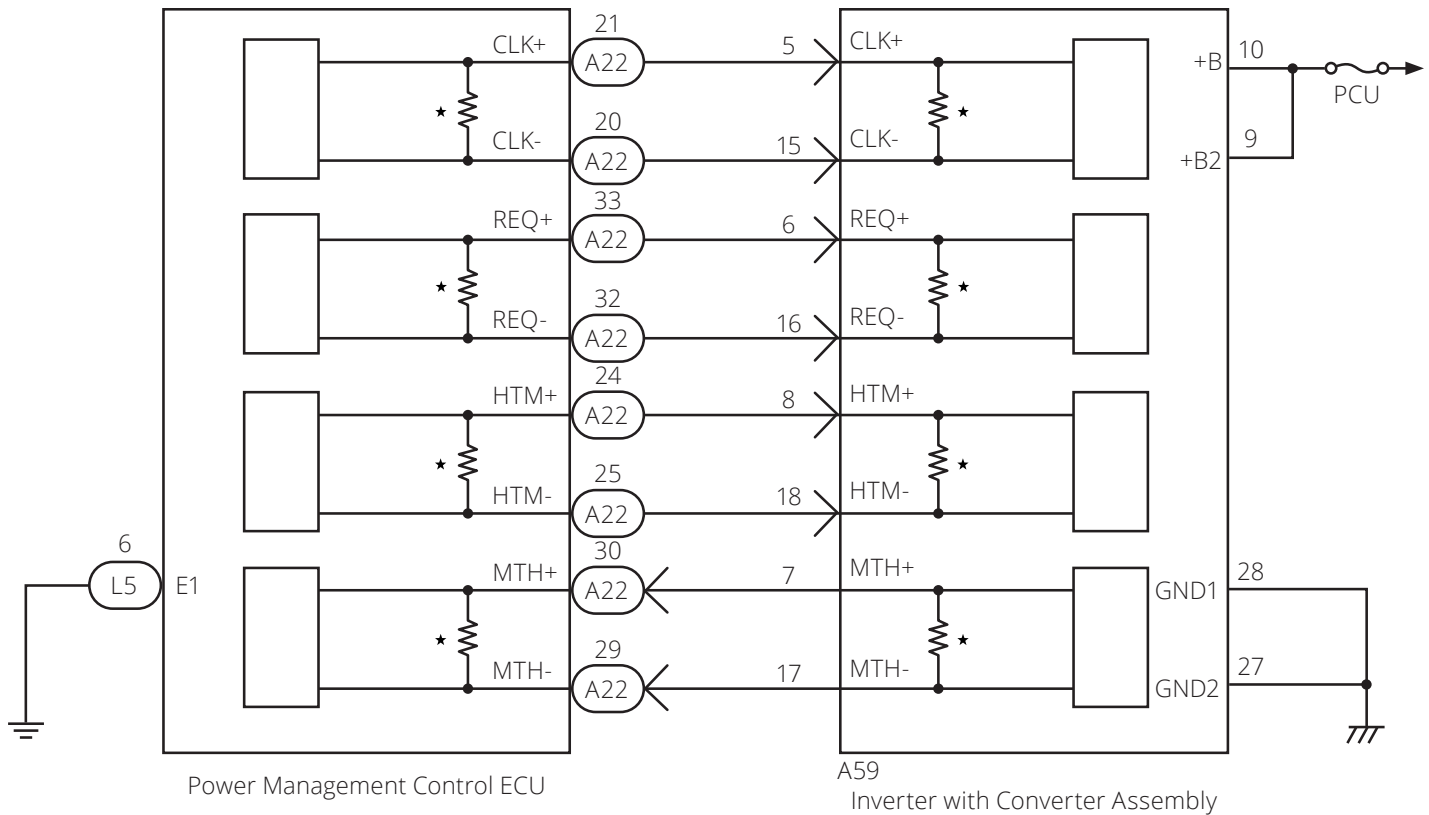 21
CLK+ A22 5 CLK+
20
CLK- A22 15 CLK-
33
REQ+ A22 6 REQ+
32
REQ- A22 16 REQ-
24
HTM+ A22 8 HTM+
25
HTM- A22 18 HTM-
30
MTH+ A22 7 MTH+
29
MTH- A22 17 MTH-
6
L5 E1
+B 10
PCU
+B2 9
GND1 28
GND2 27
Power Management Control ECU
A59
Inverter with Converter Assembly